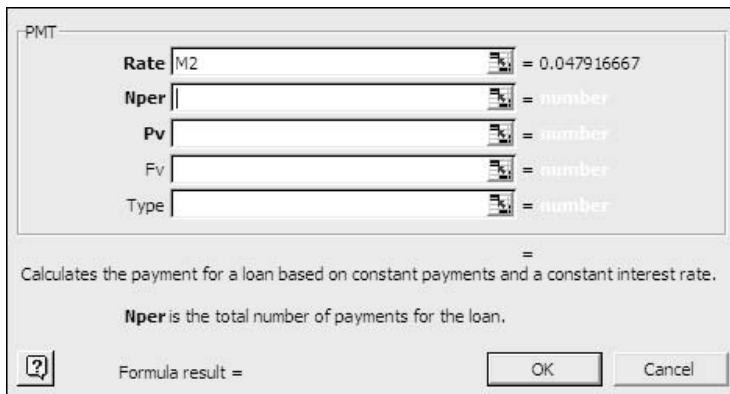 PMT
Rate M2 = 0.047916667
Nper = number
Pv = number
Fv = number
Type = number
=
Calculates the payment for a loan based on constant payments and a constant interest rate.
Nper is the total number of payments for the loan.
? Formula result = OK Cancel